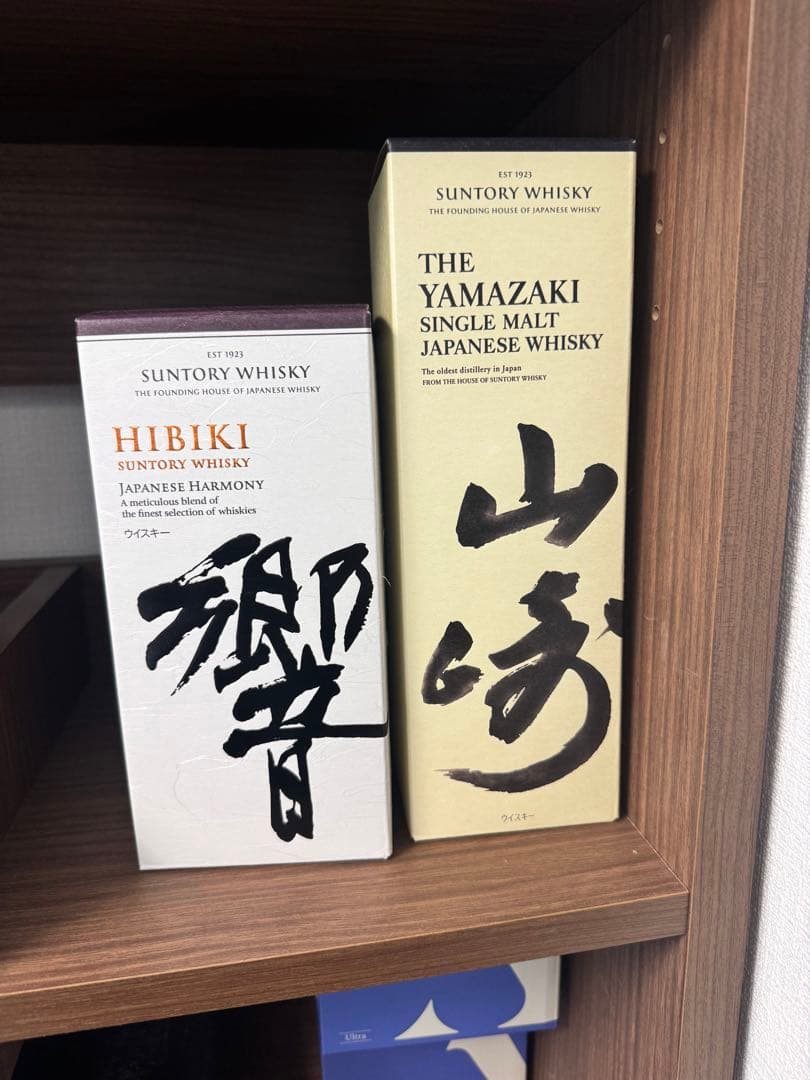 EST 1923
SUNTORY WHISKY
THE FOUNDING HOUSE OF JAPANESE WHISKY
HIBIKI
SUNTORY WHISKY
JAPANESE HARMONY
A meticulous blend of
the finest selection of whiskies
ウイスキー
響
EST 1923
SUNTORY WHISKY
THE FOUNDING HOUSE OF JAPANESE WHISKY
THE
YAMAZAKI
SINGLE MALT
JAPANESE WHISKY
The oldest distillery in Japan
FROM THE HOUSE OF SUNTORY WHISKY
山
崎
ウイスキー
Ultra